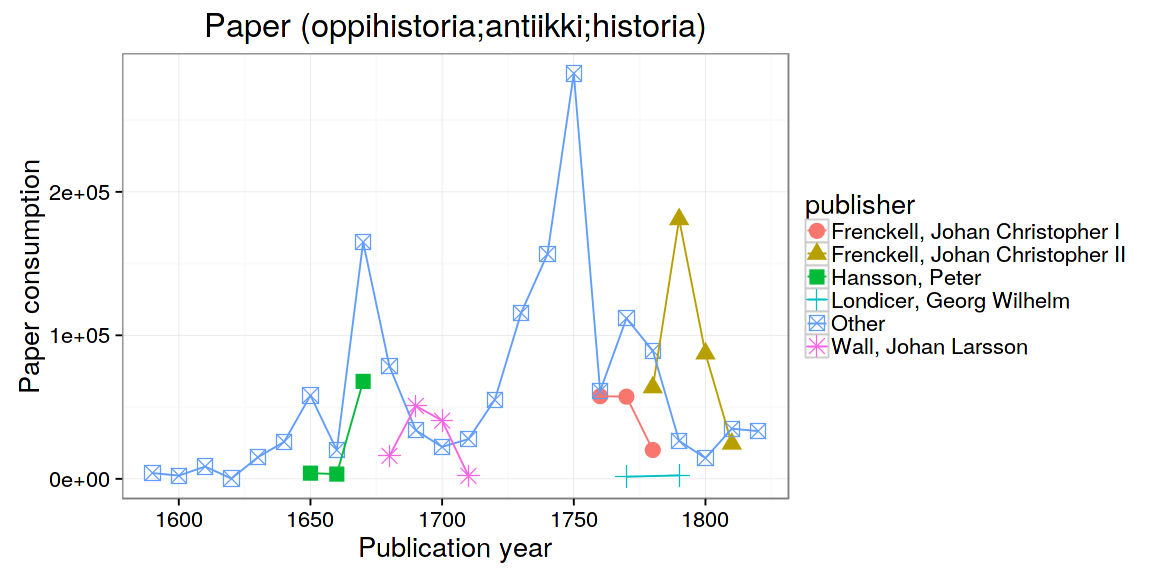 Paper (oppihistoria;antiikki;historia)
Paper consumption
2e+05
1e+05
0e+00
1600 1650 1700 1750 1800
Publication year
publisher
Frenckell, Johan Christopher I
Frenckell, Johan Christopher II
Hansson, Peter
Londicer, Georg Wilhelm
Other
Wall, Johan Larsson